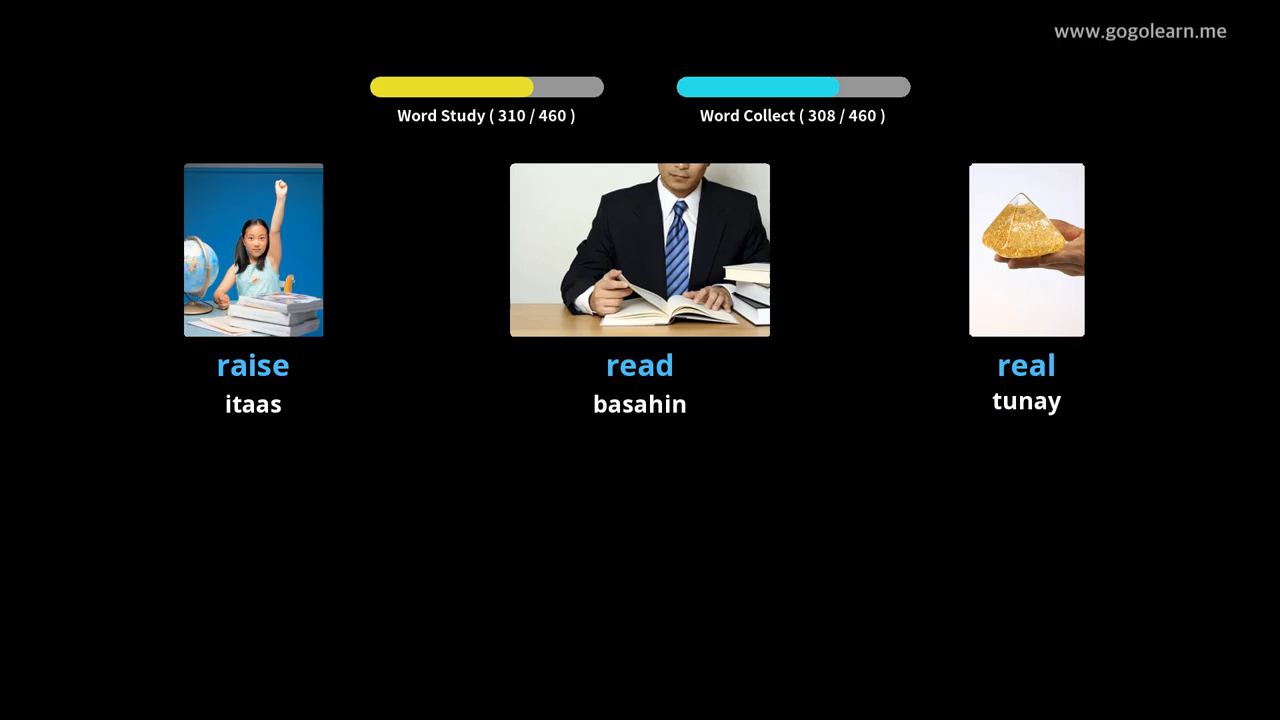 www.gogolearn.me
Word Study ( 310 / 460 )
Word Collect ( 308 / 460 )
raise
read
real
itaas
basahin
tunay